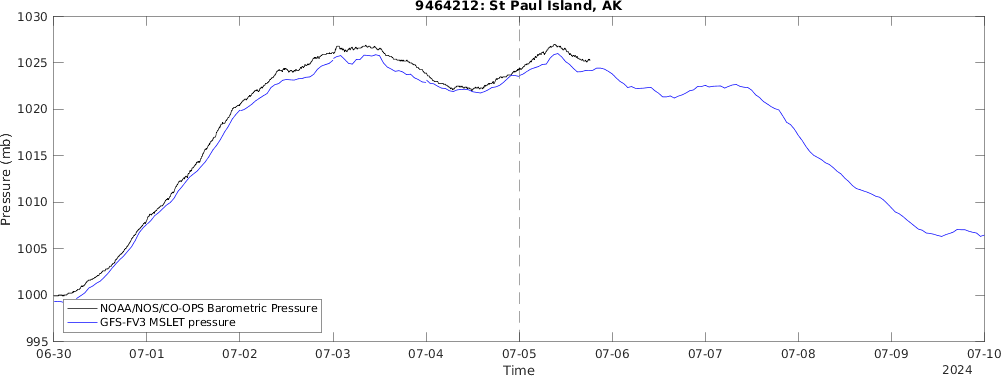 9464212: St Paul Island, AK
1030
1025
1020
1015
1010
1005
1000
995
Pressure (mb)
NOAA/NOS/CO-OPS Barometric Pressure
GFS-FV3 MSLET pressure
06-30 07-01 07-02 07-03 07-04 07-05 07-06 07-07 07-08 07-09 07-10
Time
2024